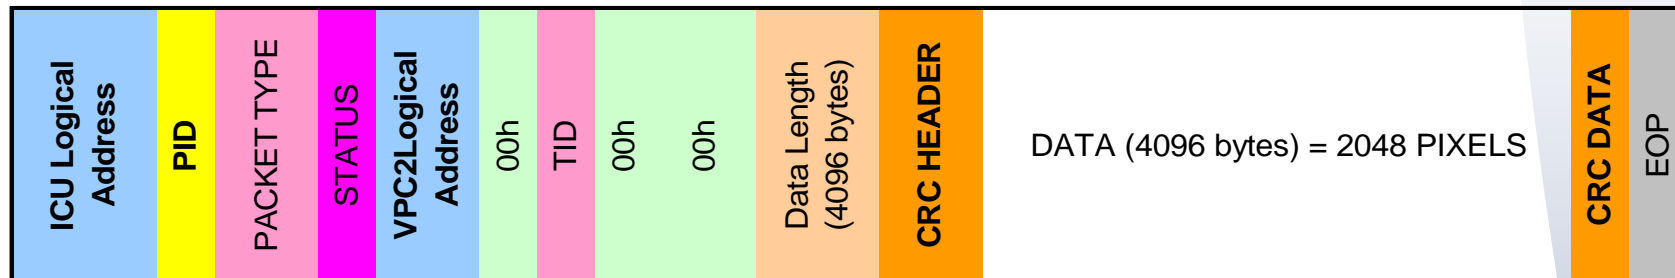 ICU Logical
Address
PID
PACKET TYPE
STATUS
VPC2Logical
Address
00h
TID
00h
00h
Data Length
(4096 bytes)
CRC HEADER
DATA (4096 bytes) = 2048 PIXELS
CRC DATA
EOP